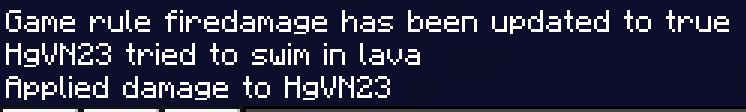 Game rule firedamage has been updated to true
HgVN23 tried to swim in lava
Applied damage to HgVN23